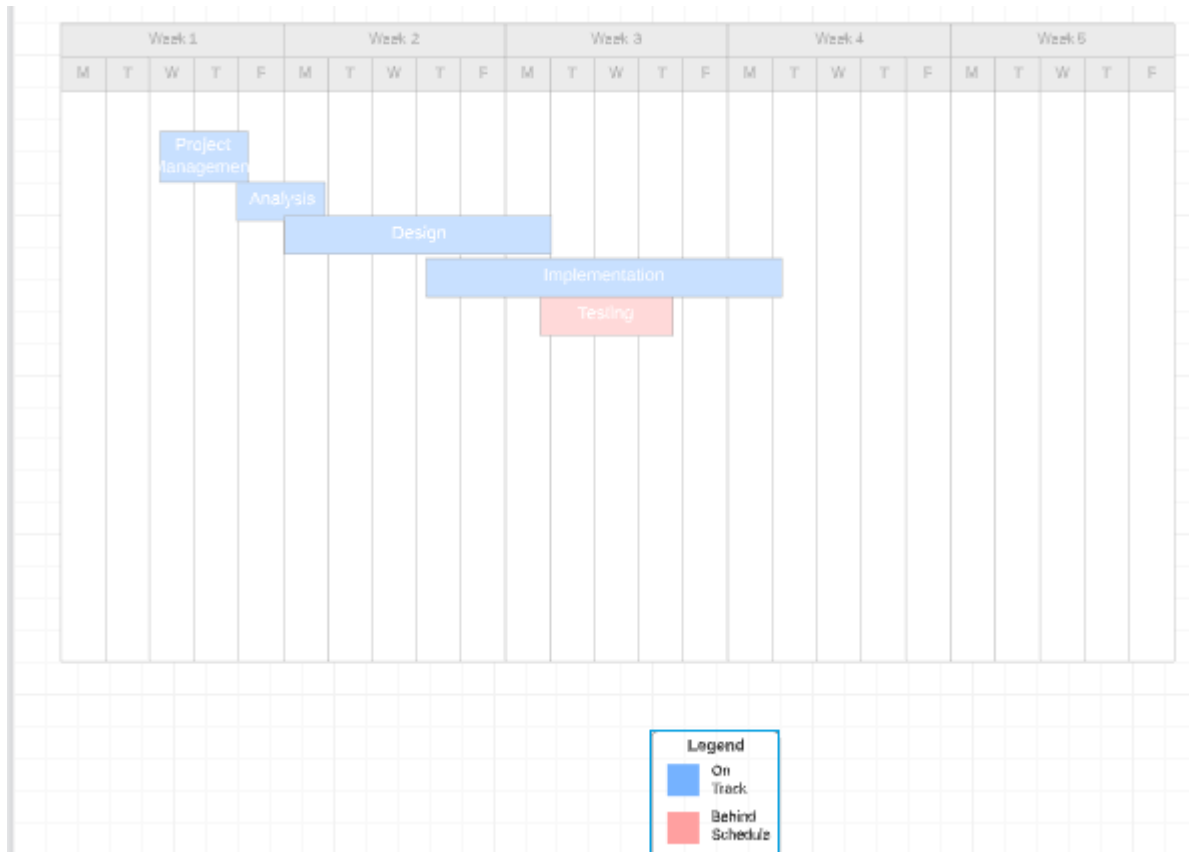 Week 1 Week 2 Week 3 Week 4 Week 5
M T W T F M T W T F M T W T F M T W T F M T W T F
Project
Managemen
Analysis
Design
Implementation
Testing
Legend
On
Track
Behind
Schedule